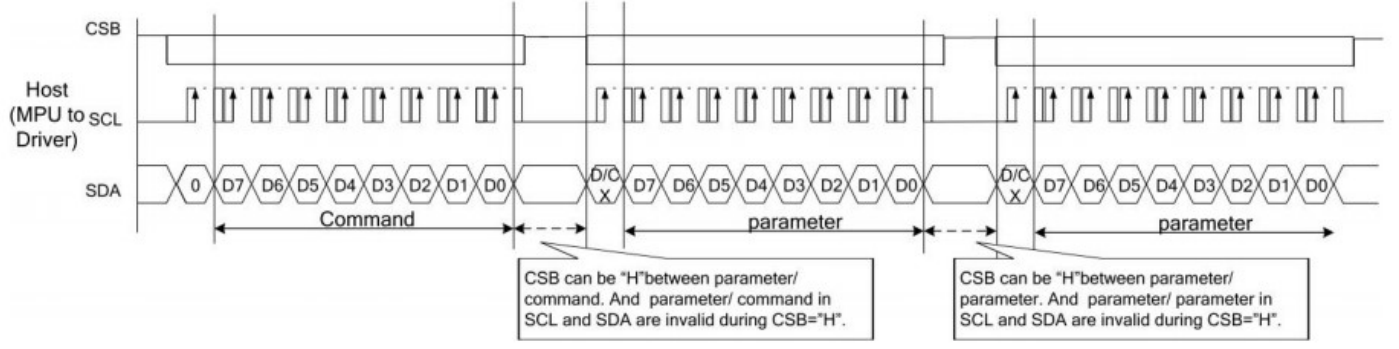 CSB
Host
(MPU to
Driver)
SCL
SDA
0 D7 D6 D5 D4 D3 D2 D1 D0
D/C
X
D7 D6 D5 D4 D3 D2 D1 D0
D/C
X
D7 D6 D5 D4 D3 D2 D1 D0
Command
parameter
parameter
CSB can be "H"between parameter/
command. And parameter/ command in
SCL and SDA are invalid during CSB="H".
CSB can be "H"between parameter/
parameter. And parameter/ parameter in
SCL and SDA are invalid during CSB="H".